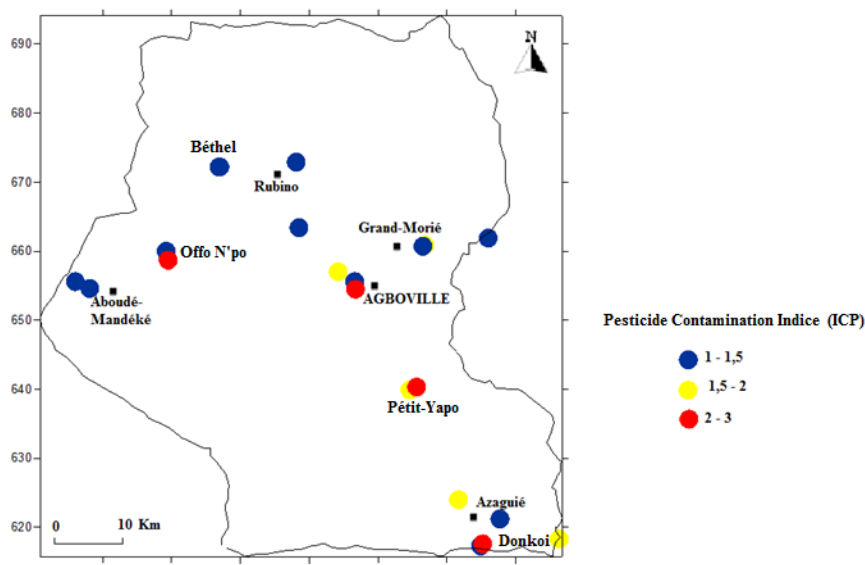 690
N
Béthel
670
Rubino
Grand-Morié
660
Offo N'po
Aboudé-
Mandéké
AGBOVILLE
650
Pesticide Contamination Indice (ICP)
1 - 1,5
640
1,5 - 2
Pétit-Yapo
2 - 3
630
Azaguié
0 10 Km
620
Donkoi